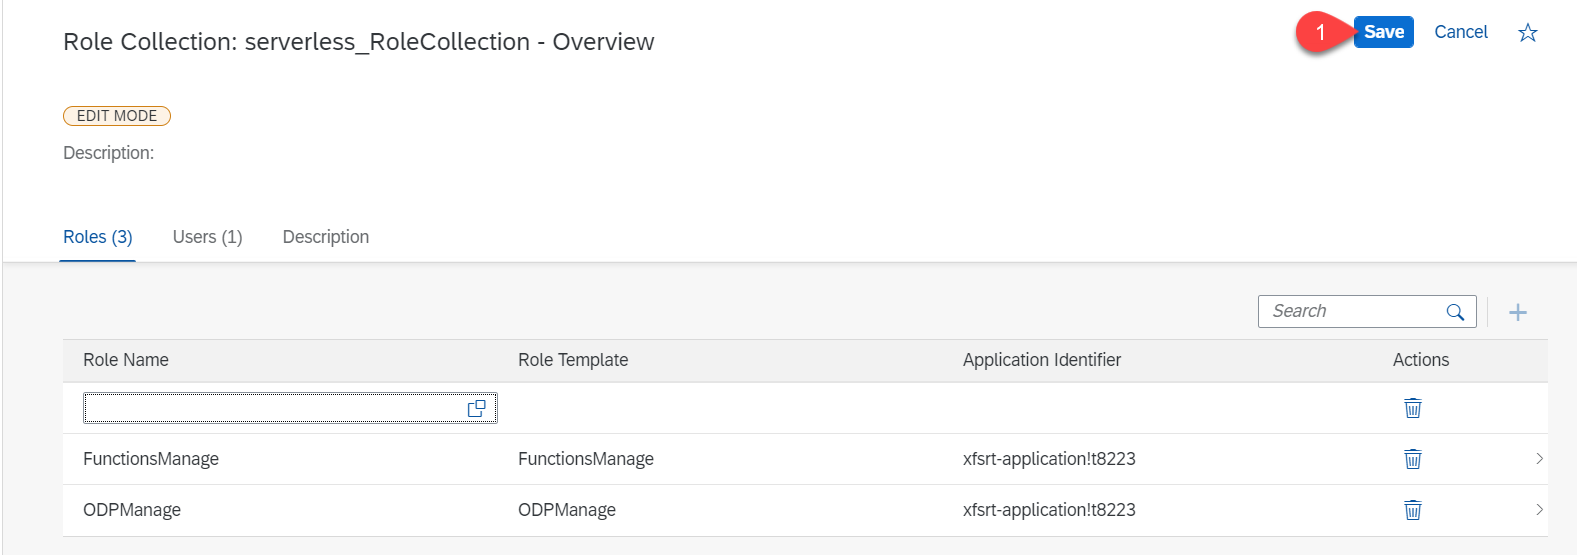 Role Collection: serverless_RoleCollection - Overview
1 Save Cancel
EDIT MODE
Description:
Roles (3) Users (1) Description
Search
Role Name Role Template Application Identifier Actions
FunctionsManage FunctionsManage xfsrt-application!t8223
ODPManage ODPManage xfsrt-application!t8223